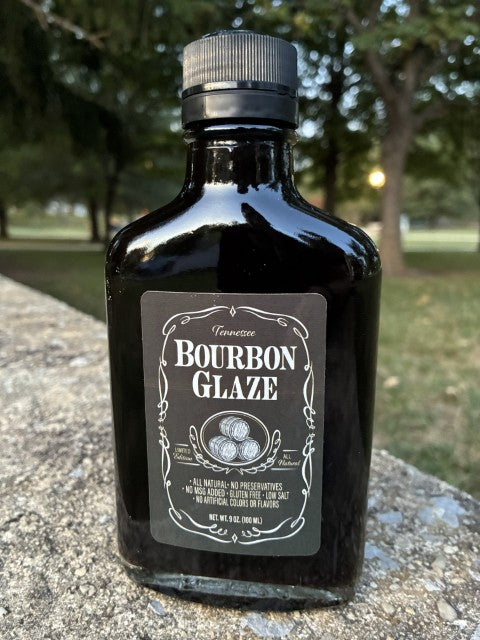 Tennessee
BOURBON
GLAZE
LIMITED ALL
Edition Natural
• ALL NATURAL • NO PRESERVATIVES
• NO MSG ADDED • GLUTEN FREE • LOW SALT
• NO ARTIFICIAL COLORS OR FLAVORS
NET. WT. 9 OZ. (180 ML)